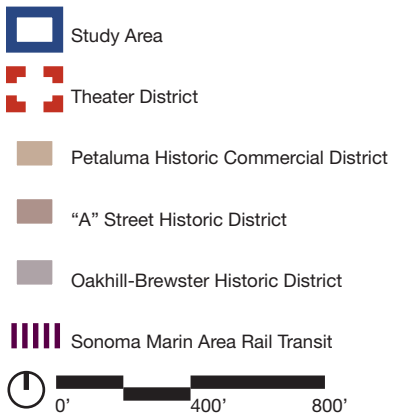 Study Area
Theater District
Petaluma Historic Commercial District
“A” Street Historic District
Oakhill-Brewster Historic District
Sonoma Marin Area Rail Transit
0’ 400’ 800’